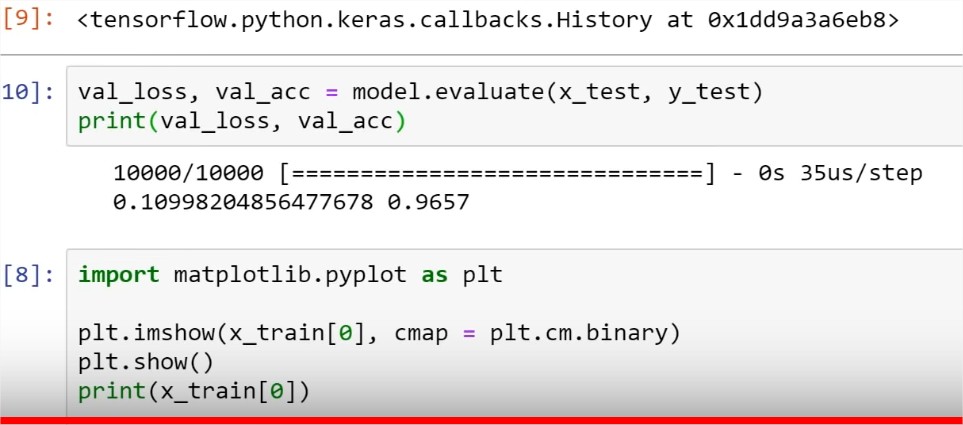 [9]: <tensorflow.python.keras.callbacks.History at 0x1dd9a3a6eb8>
10]: val_loss, val_acc = model.evaluate(x_test, y_test)
print(val_loss, val_acc)
10000/10000 [==============================] - 0s 35us/step
0.10998204856477678 0.9657
[8]: import matplotlib.pyplot as plt
plt.imshow(x_train[0], cmap = plt.cm.binary)
plt.show()
print(x_train[0])